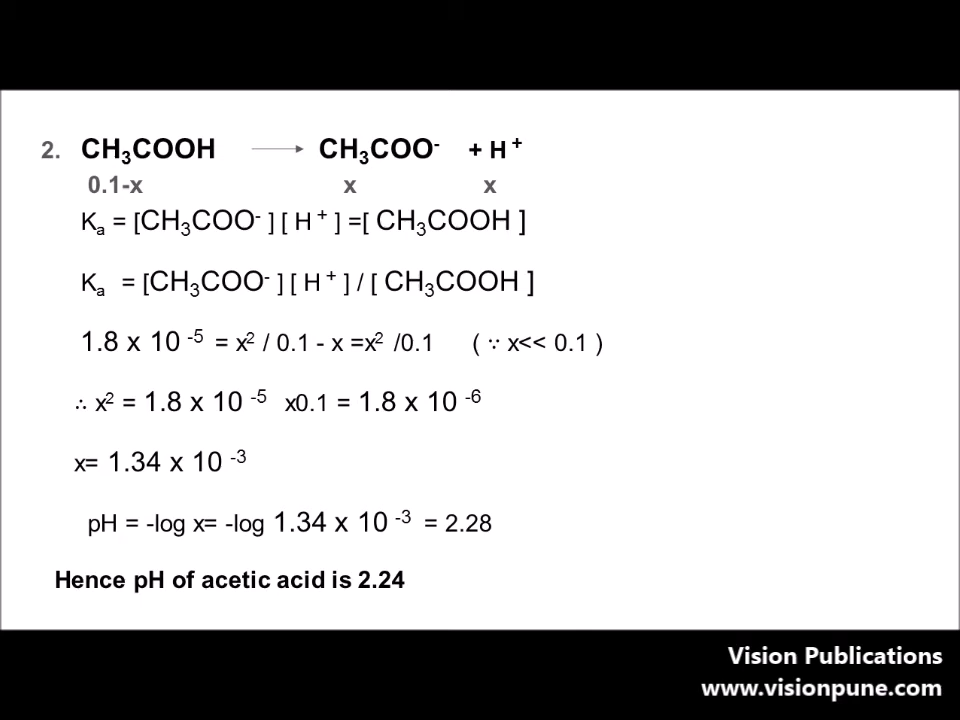 2. CH₃COOH ⟶ CH₃COO⁻ + H⁺
0.1-x x x
Kₐ = [CH₃COO⁻ ] [ H⁺ ] =[ CH₃COOH ]
Kₐ = [CH₃COO⁻ ] [ H⁺ ] / [ CH₃COOH ]
1.8 x 10⁻⁵ = x² / 0.1 - x =x² /0.1 ( ∵ x<< 0.1 )
∴ x² = 1.8 x 10⁻⁵ x0.1 = 1.8 x 10⁻⁶
x= 1.34 x 10⁻³
pH = -log x= -log 1.34 x 10⁻³ = 2.28
Hence pH of acetic acid is 2.24
Vision Publications
www.visionpune.com